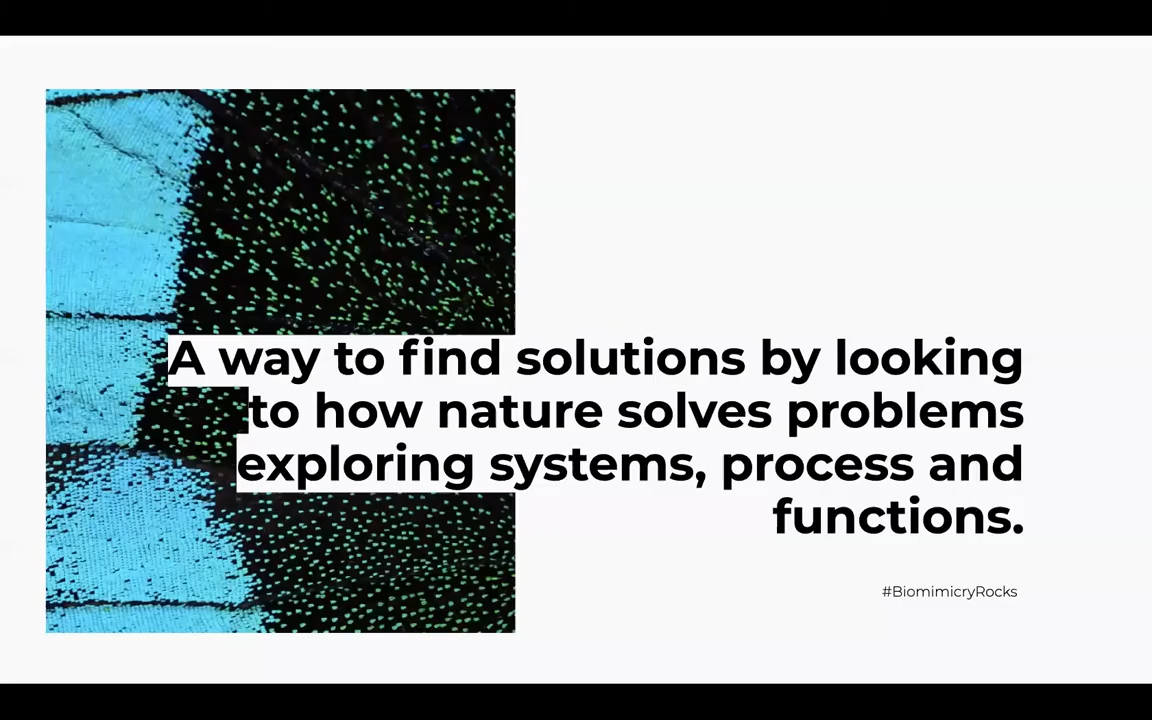 A way to find solutions by looking
to how nature solves problems
exploring systems, process and
functions.
#BiomimicryRocks